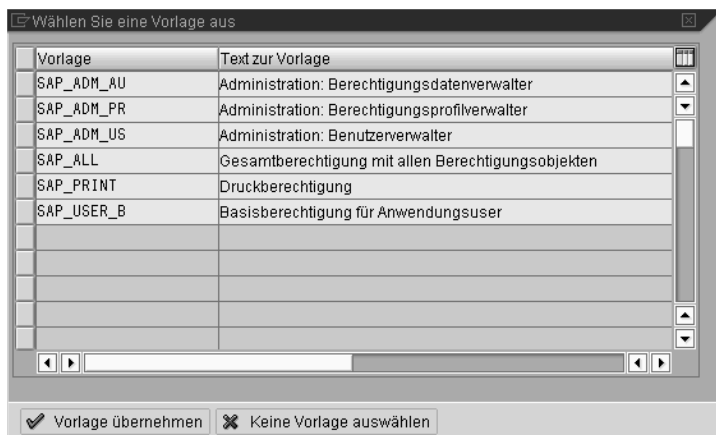 Wählen Sie eine Vorlage aus
Vorlage Text zur Vorlage
SAP_ADM_AU Administration: Berechtigungsdatenverwalter
SAP_ADM_PR Administration: Berechtigungsprofilverwalter
SAP_ADM_US Administration: Benutzerverwalter
SAP_ALL Gesamtberechtigung mit allen Berechtigungsobjekten
SAP_PRINT Druckberechtigung
SAP_USER_B Basisberechtigung für Anwendungsuser
Vorlage übernehmen Keine Vorlage auswählen